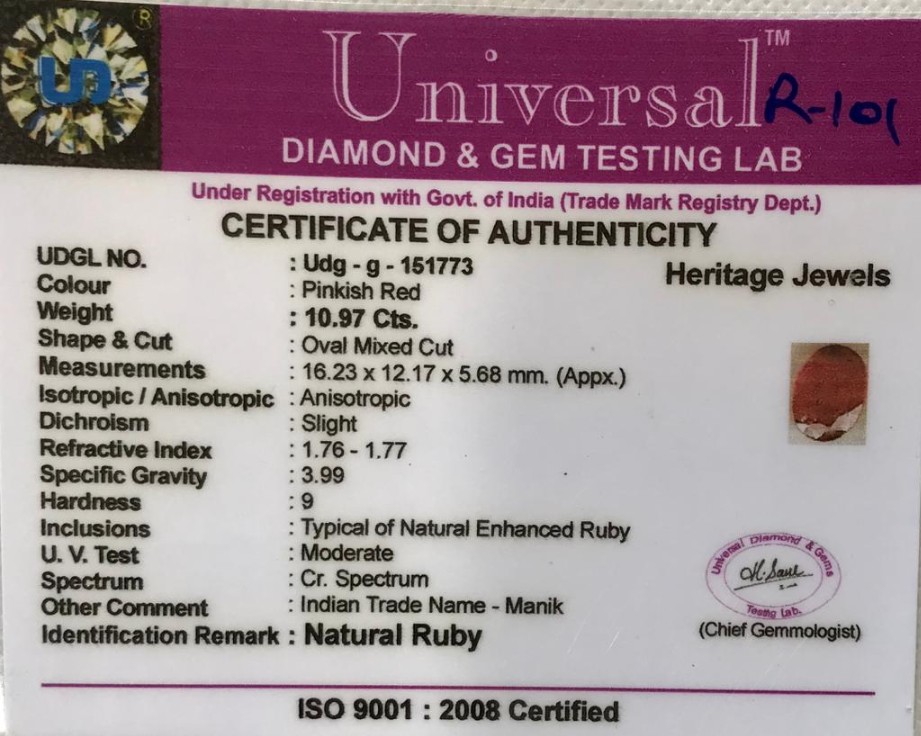 ®
UD
Universal™
R-101
DIAMOND & GEM TESTING LAB
Under Registration with Govt. of India (Trade Mark Registry Dept.)
CERTIFICATE OF AUTHENTICITY
Heritage Jewels
UDGL NO. : Udg - g - 151773
Colour : Pinkish Red
Weight : 10.97 Cts.
Shape & Cut : Oval Mixed Cut
Measurements : 16.23 x 12.17 x 5.68 mm. (Appx.)
Isotropic / Anisotropic : Anisotropic
Dichroism : Slight
Refractive Index : 1.76 - 1.77
Specific Gravity : 3.99
Hardness : 9
Inclusions : Typical of Natural Enhanced Ruby
U. V. Test : Moderate
Spectrum : Cr. Spectrum
Other Comment : Indian Trade Name - Manik
Identification Remark : Natural Ruby
Universal Diamond & Gems
Testing Lab.
(Chief Gemmologist)
ISO 9001 : 2008 Certified